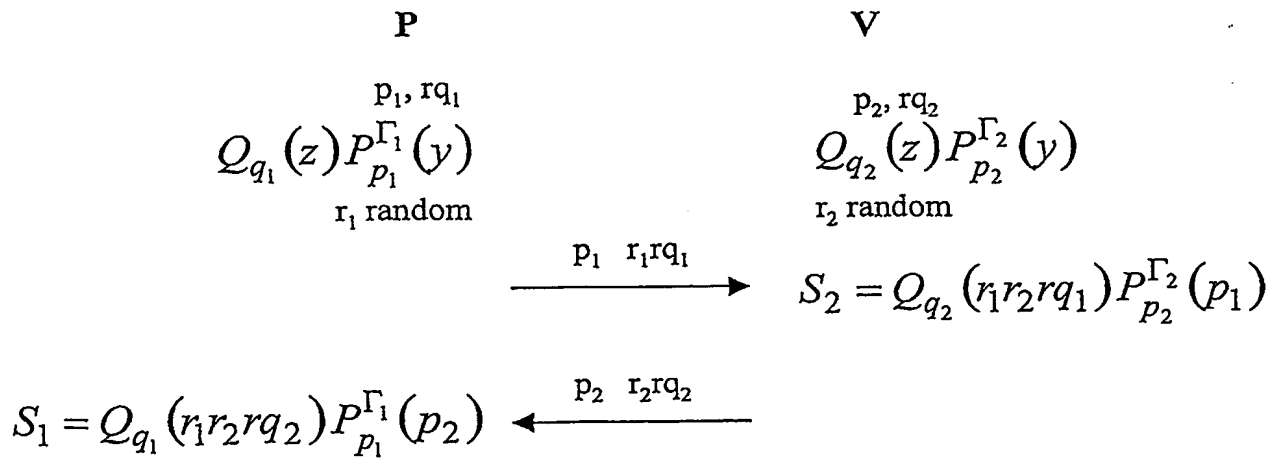 P V
p₁, rq₁ p₂, rq₂
Q_{q₁}(z)P_{p₁}^{Γ₁}(y) Q_{q₂}(z)P_{p₂}^{Γ₂}(y)
r₁ random r₂ random
p₁ r₁rq₁
S₂ = Q_{q₂}(r₁r₂rq₁)P_{p₂}^{Γ₂}(p₁)
p₂ r₂rq₂
S₁ = Q_{q₁}(r₁r₂rq₂)P_{p₁}^{Γ₁}(p₂)